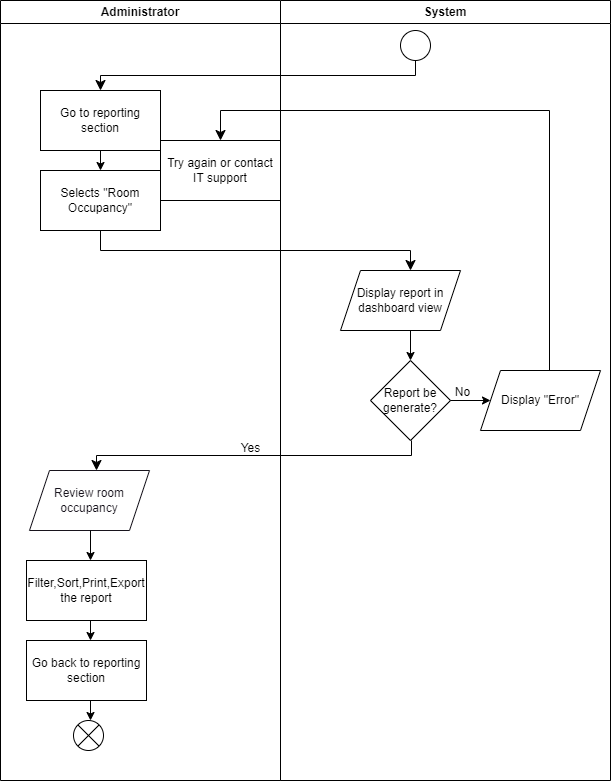 Administrator
System
Go to reporting
section
Try again or contact
IT support
Selects "Room
Occupancy"
Display report in
dashboard view
Report be
generate?
No
Display "Error"
Yes
Review room
occupancy
Filter,Sort,Print,Export
the report
Go back to reporting
section